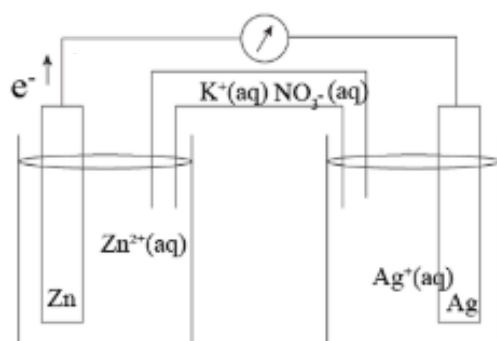 e⁻
K⁺(aq) NO₃⁻ (aq)
Zn²⁺(aq)
Ag⁺(aq)
Zn
Ag